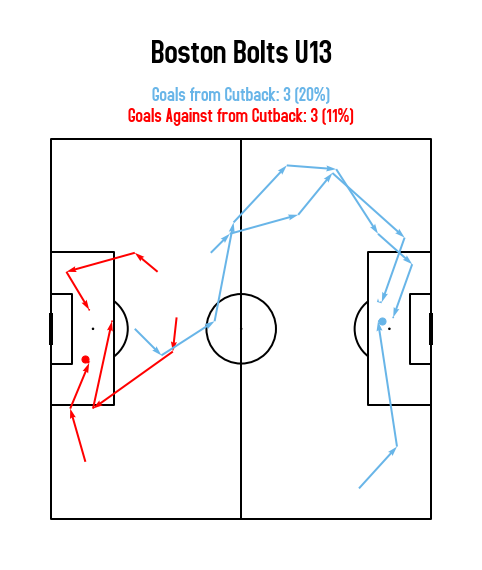 Boston Bolts U13
Goals from Cutback: 3 (20%)
Goals Against from Cutback: 3 (11%)